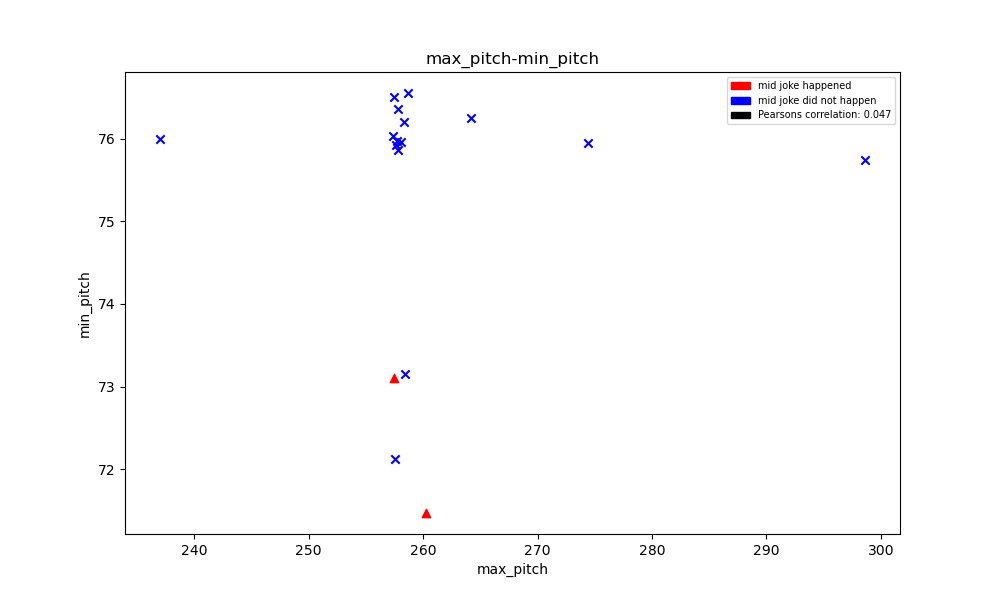 max_pitch-min_pitch
mid joke happened
mid joke did not happen
Pearsons correlation: 0.047
76
75
74
73
72
min_pitch
240 250 260 270 280 290 300
max_pitch